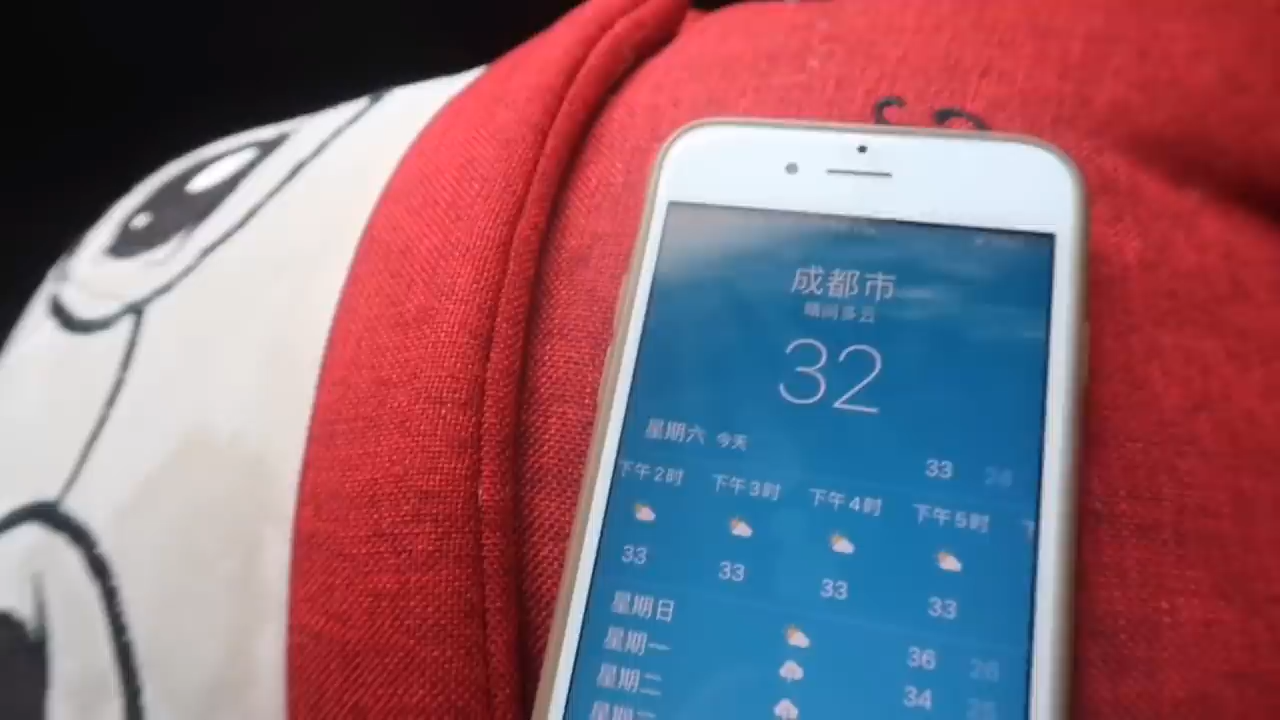 成都市
晴间多云
32
星期六 今天 33 24
下午2时 下午3时 下午4时 下午5时
33 33 33 33
星期日 36 26
星期一 34
星期二